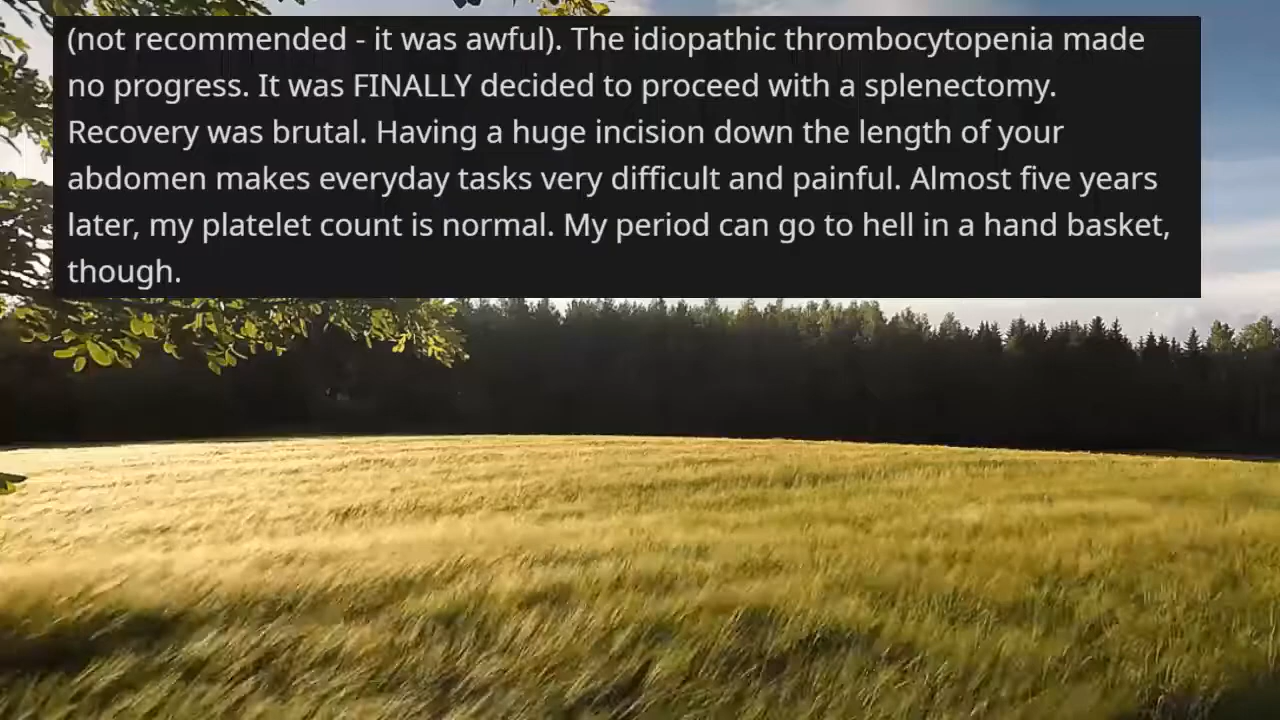 (not recommended - it was awful). The idiopathic thrombocytopenia made
no progress. It was FINALLY decided to proceed with a splenectomy.
Recovery was brutal. Having a huge incision down the length of your
abdomen makes everyday tasks very difficult and painful. Almost five years
later, my platelet count is normal. My period can go to hell in a hand basket,
though.